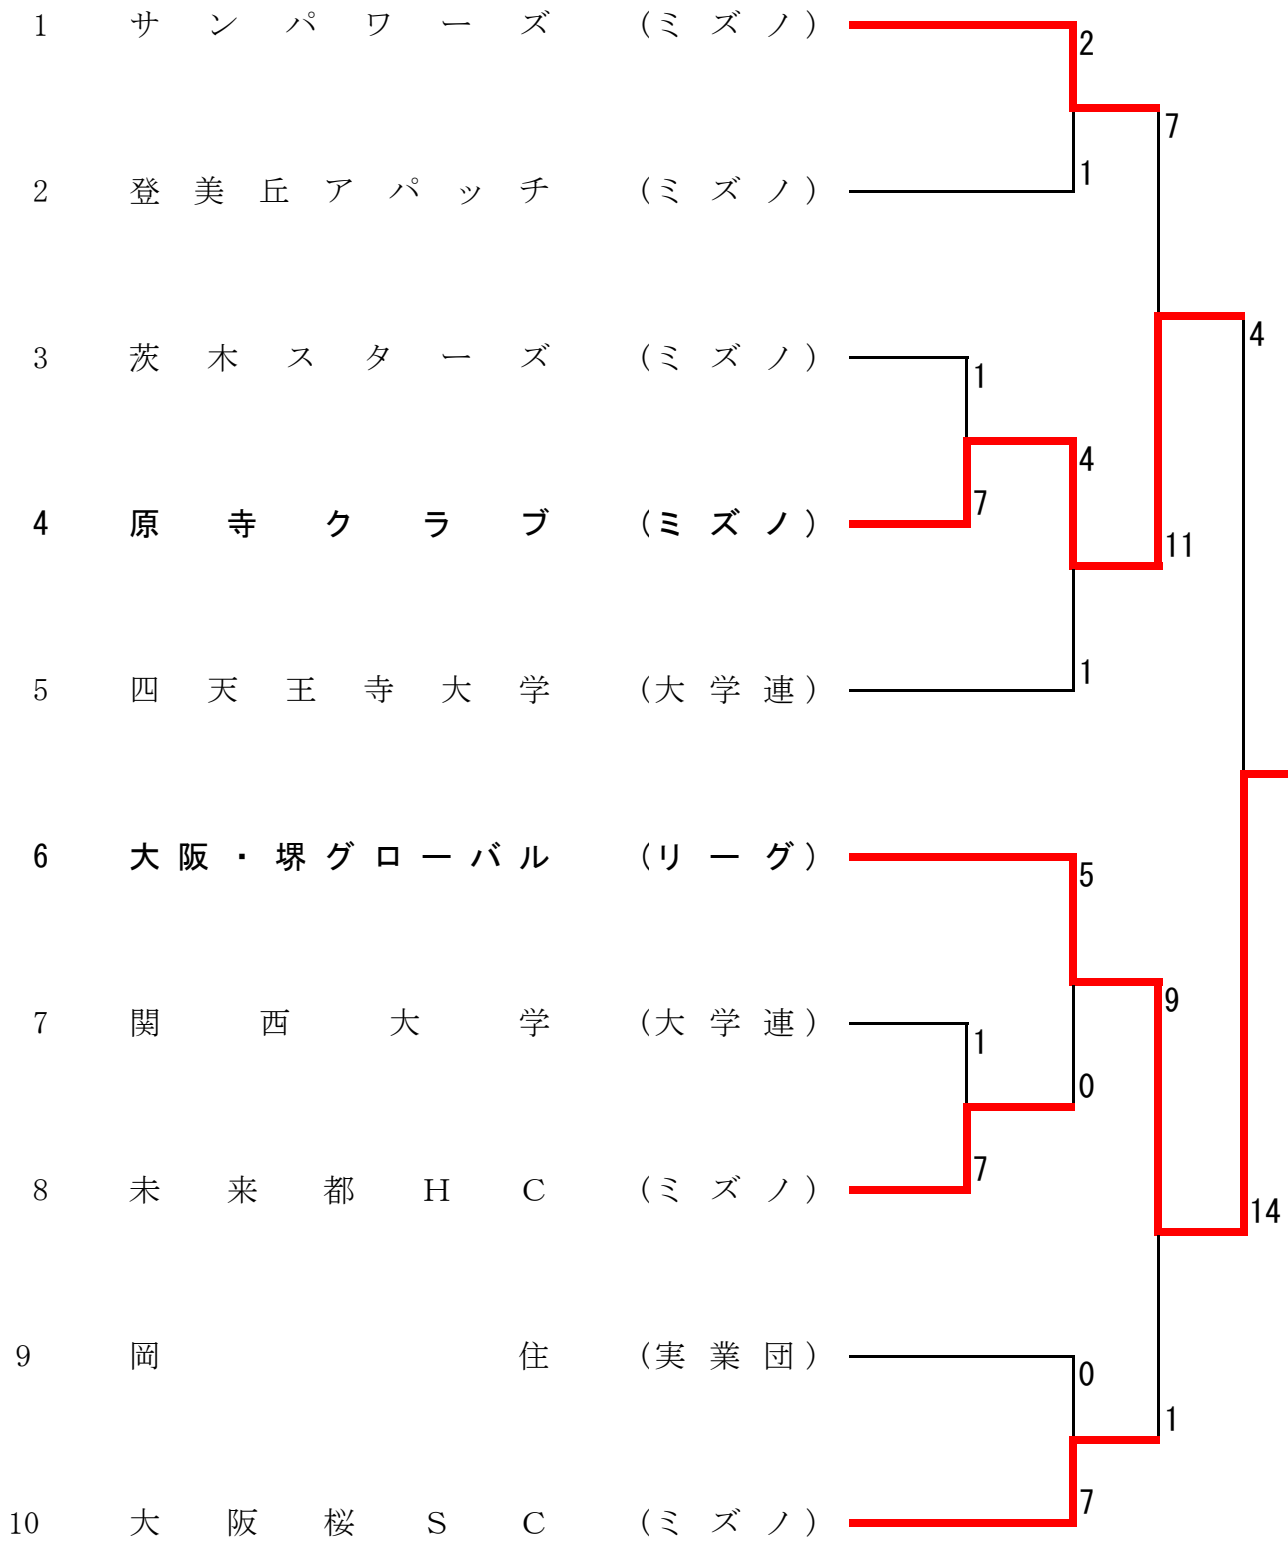 1 サンパワーズ (ミズノ)
2
7
2 登美丘アパッチ (ミズノ)
1
4
3 茨木スターズ (ミズノ)
1
4
4 原寺クラブ (ミズノ)
7
11
5 四天王寺大学 (大学連)
1
6 大阪・堺グローバル (リーグ)
5
9
7 関西大学 (大学連)
1
0
8 未来都HC (ミズノ)
7
14
9 岡住 (実業団)
0
1
10 大阪桜SC (ミズノ)
7